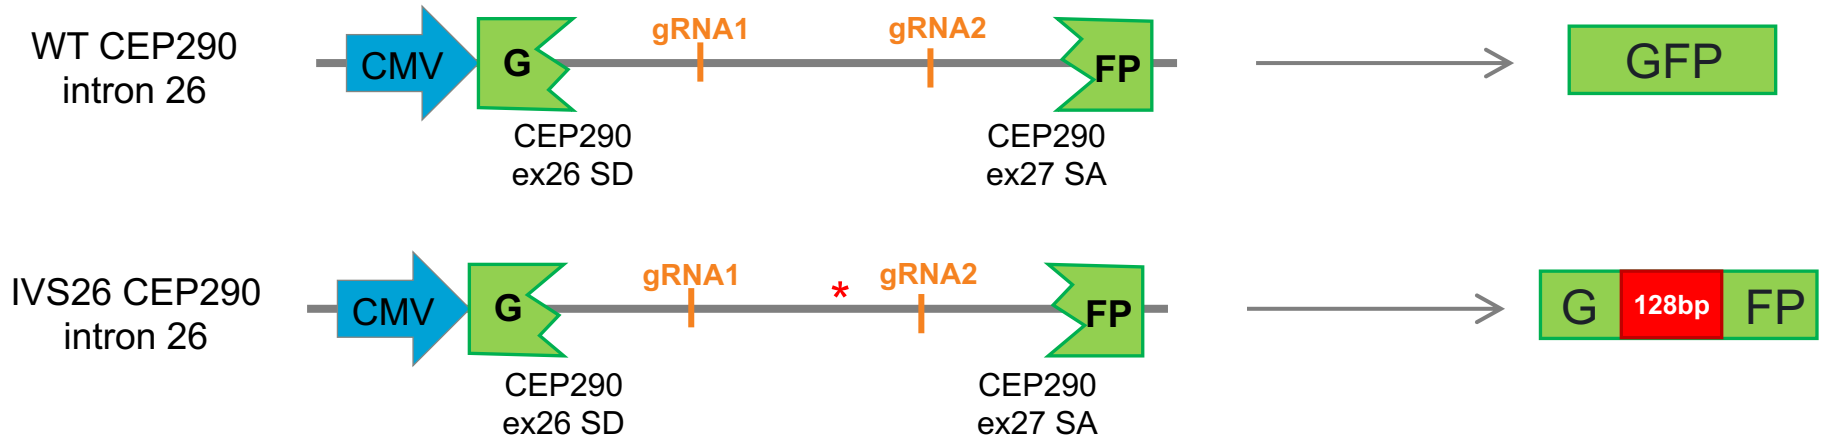 WT CEP290
intron 26
CMV
G
gRNA1
gRNA2
FP
GFP
CEP290
ex26 SD
CEP290
ex27 SA
IVS26 CEP290
intron 26
CMV
G
gRNA1
*
gRNA2
FP
G
128bp
FP
CEP290
ex26 SD
CEP290
ex27 SA